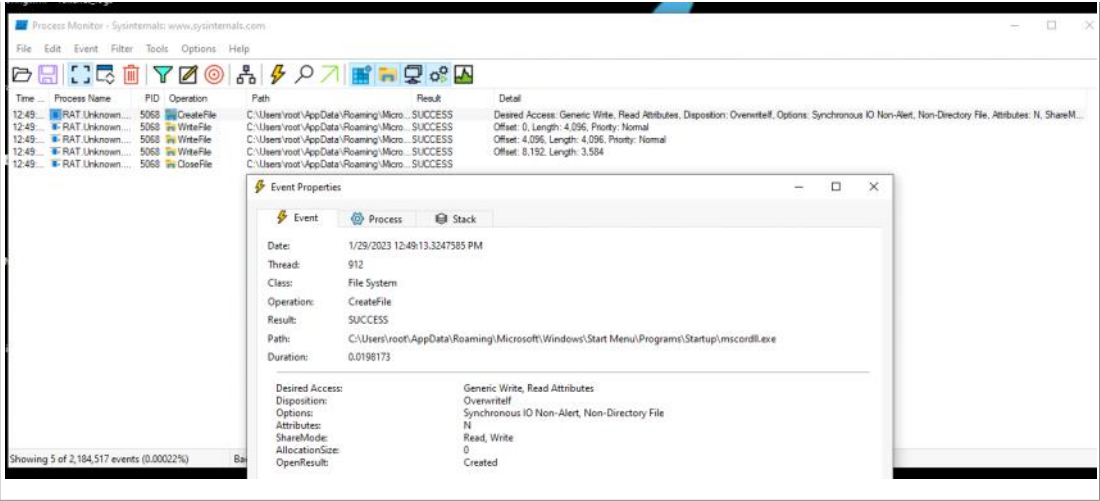 Process Monitor - Sysinternals: www.sysinternals.com
File Edit Event Filter Tools Options Help
Time ... Process Name PID Operation Path Result Detail
12:49:... RAT.Unknown.... 5068 CreateFile C:\Users\root\AppData\Roaming\Micro... SUCCESS Desired Access: Generic Write, Read Attributes, Disposition: OverwriteIf, Options: Synchronous IO Non-Alert, Non-Directory File, Attributes: N, ShareM...
12:49:... RAT.Unknown.... 5068 WriteFile C:\Users\root\AppData\Roaming\Micro... SUCCESS Offset: 0, Length: 4,096, Priority: Normal
12:49:... RAT.Unknown.... 5068 WriteFile C:\Users\root\AppData\Roaming\Micro... SUCCESS Offset: 4,096, Length: 4,096, Priority: Normal
12:49:... RAT.Unknown.... 5068 WriteFile C:\Users\root\AppData\Roaming\Micro... SUCCESS Offset: 8,192, Length: 3,584
12:49:... RAT.Unknown.... 5068 CloseFile C:\Users\root\AppData\Roaming\Micro... SUCCESS
Event Properties
Event Process Stack
Date: 1/29/2023 12:49:13.3247585 PM
Thread: 912
Class: File System
Operation: CreateFile
Result: SUCCESS
Path: C:\Users\root\AppData\Roaming\Microsoft\Windows\Start Menu\Programs\Startup\mscordll.exe
Duration: 0.0198173
Desired Access: Generic Write, Read Attributes
Disposition: OverwriteIf
Options: Synchronous IO Non-Alert, Non-Directory File
Attributes: N
ShareMode: Read, Write
AllocationSize: 0
OpenResult: Created
Showing 5 of 2,184,517 events (0.00022%) Ba